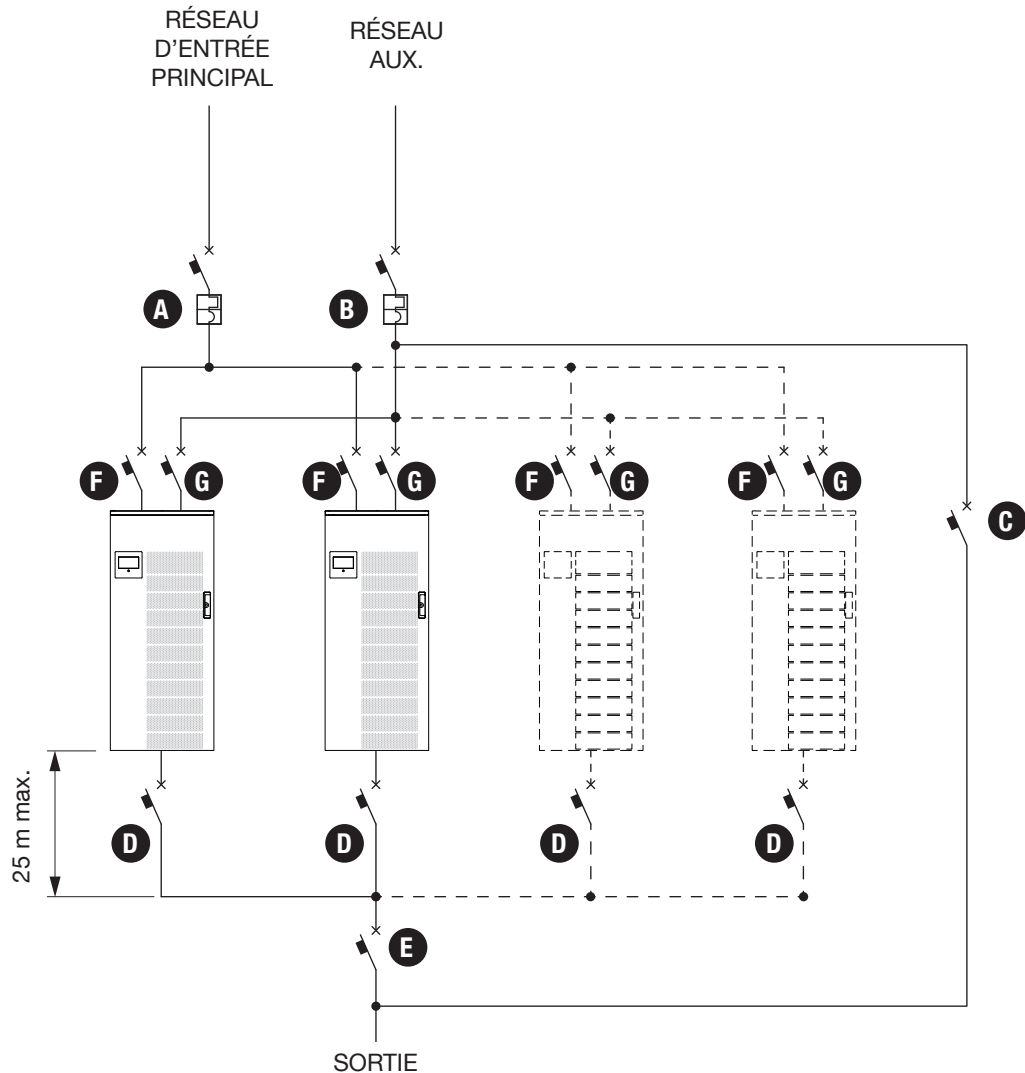 RÉSEAU
D’ENTRÉE
PRINCIPAL
RÉSEAU
AUX.
A
B
F
G
F
G
F
G
F
G
C
25 m max.
D
D
D
D
E
SORTIE